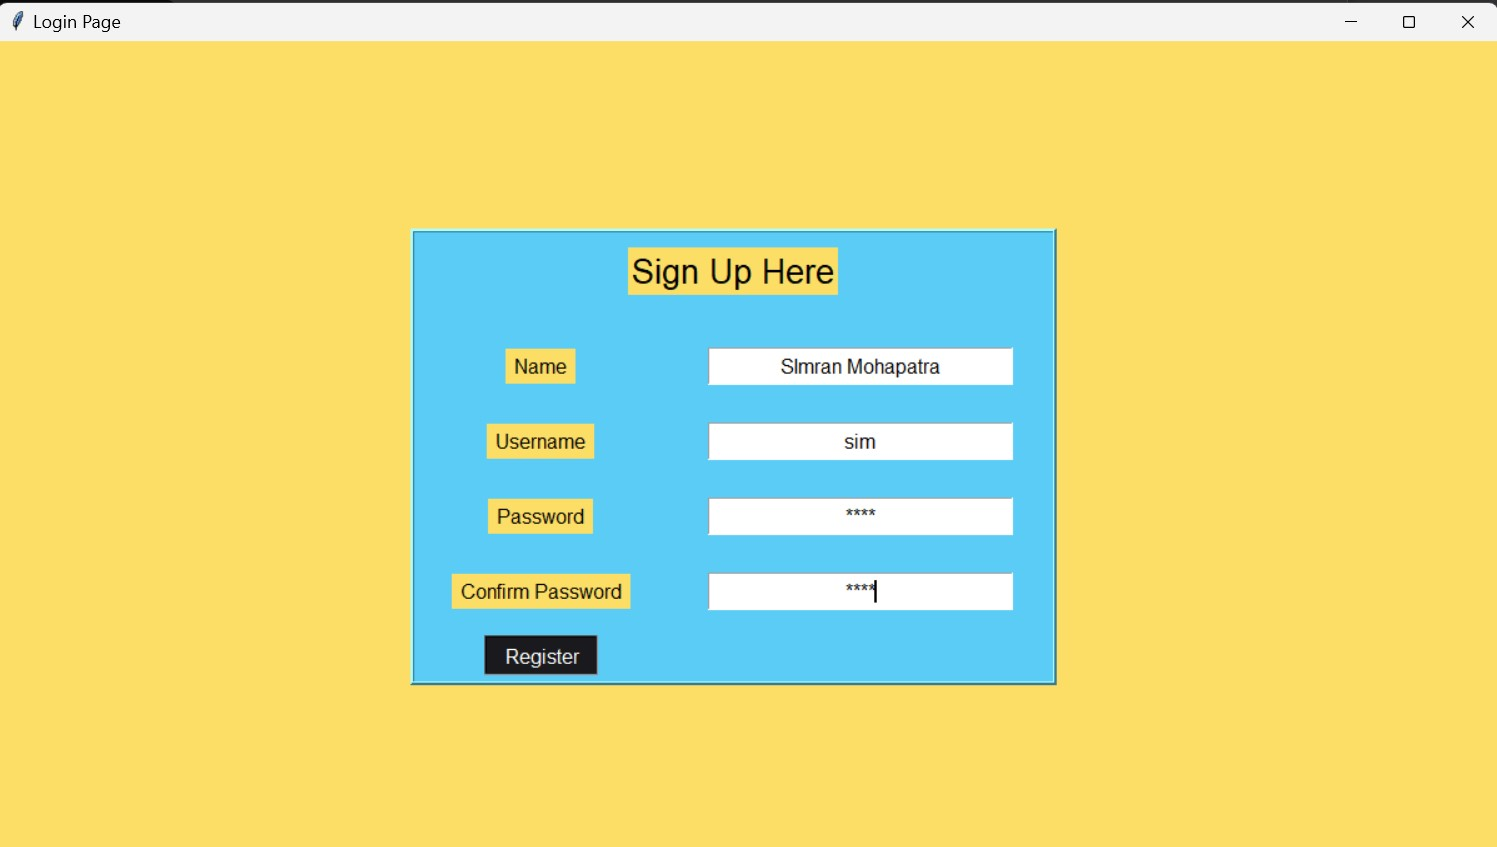 Login Page
Sign Up Here
Name SImran Mohapatra
Username sim
Password ****
Confirm Password ****
Register